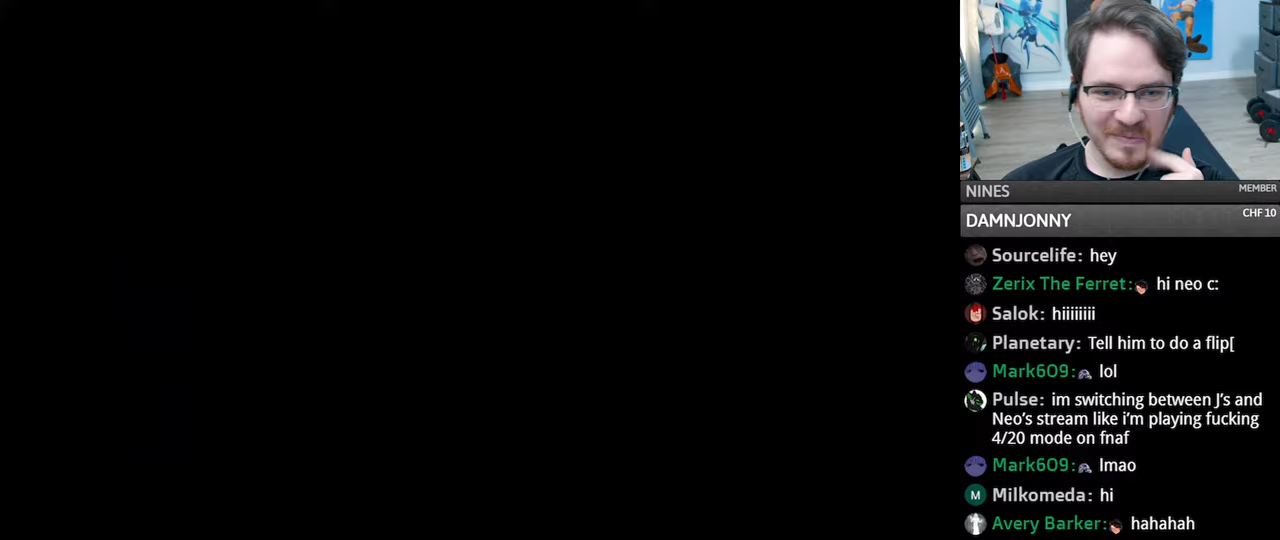 NINES
MEMBER
DAMNJONNY
CHF 10
Sourcelife: hey
Zerix The Ferret: hi neo c:
Salok: hiiiiiiii
Planetary: Tell him to do a flip[
Mark609: lol
Pulse: im switching between J's and
Neo's stream like i'm playing fucking
4/20 mode on fnaf
Mark609: lmao
M
Milkomeda: hi
Avery Barker: hahahah